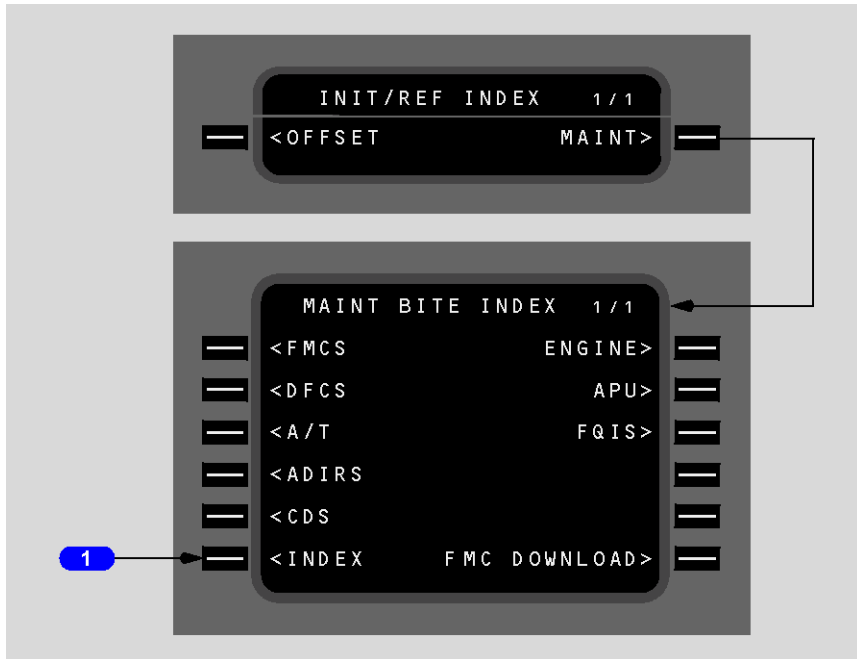 INIT/REF INDEX 1/1
<OFFSET MAINT>
MAINT BITE INDEX 1/1
<FMCS ENGINE>
<DFCS APU>
<A/T FQIS>
<ADIRS
<CDS
1 <INDEX FMC DOWNLOAD>